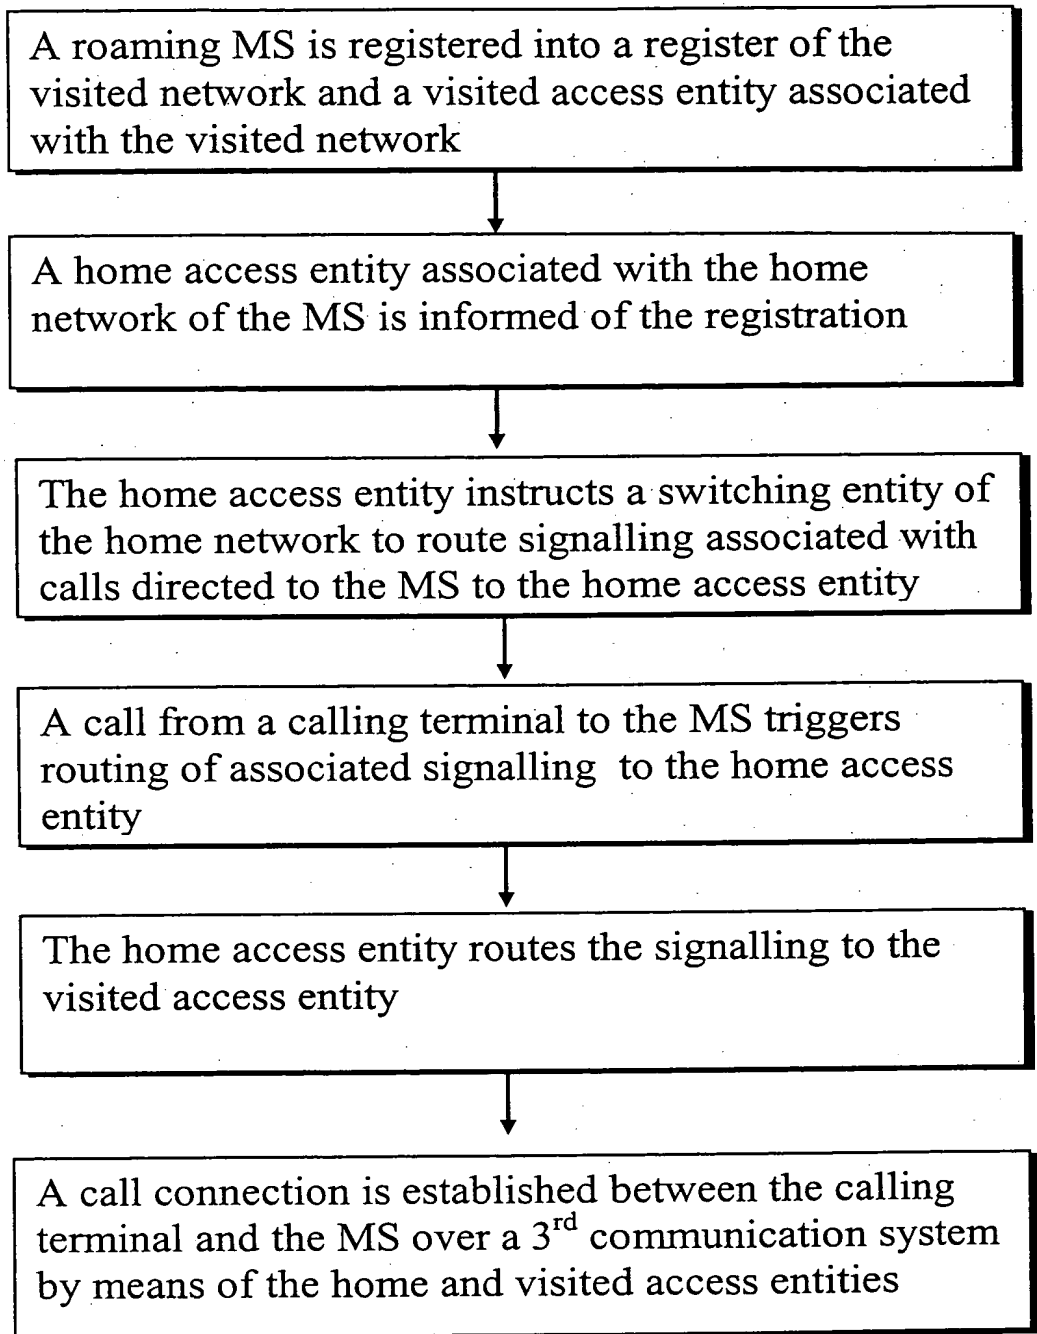 A roaming MS is registered into a register of the
visited network and a visited access entity associated
with the visited network
A home access entity associated with the home
network of the MS is informed of the registration
The home access entity instructs a switching entity of
the home network to route signalling associated with
calls directed to the MS to the home access entity
A call from a calling terminal to the MS triggers
routing of associated signalling to the home access
entity
The home access entity routes the signalling to the
visited access entity
A call connection is established between the calling
terminal and the MS over a 3rd communication system
by means of the home and visited access entities